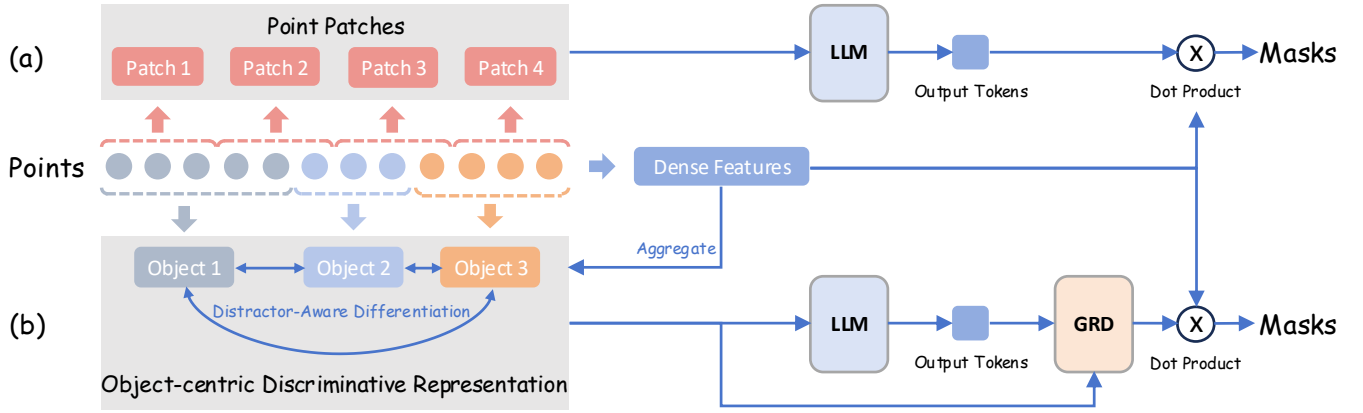 Point Patches
(a)
Patch 1
Patch 2
Patch 3
Patch 4
LLM
Output Tokens
X
Dot Product
Masks
Points
Dense Features
Aggregate
Object 1
Object 2
Object 3
Distractor-Aware Differentiation
(b)
Object-centric Discriminative Representation
LLM
Output Tokens
GRD
X
Dot Product
Masks